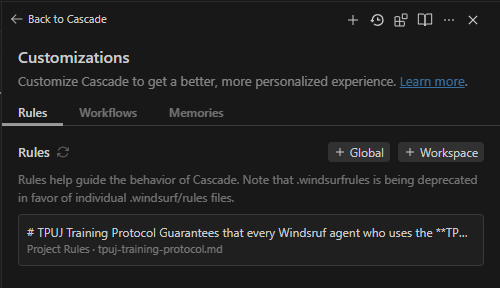 Back to Cascade
Customizations
Customize Cascade to get a better, more personalized experience. Learn more.
Rules Workflows Memories
Rules + Global + Workspace
Rules help guide the behavior of Cascade. Note that .windsurfrules is being deprecated
in favor of individual .windsurf/rules files.
# TPUJ Training Protocol Guarantees that every Windsruf agent who uses the **TP...
Project Rules · tpuj-training-protocol.md